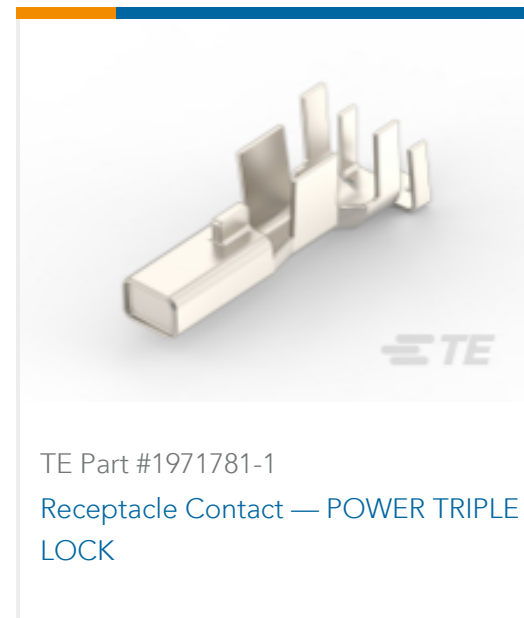 TE
TE Part #1971781-1
Receptacle Contact — POWER TRIPLE
LOCK